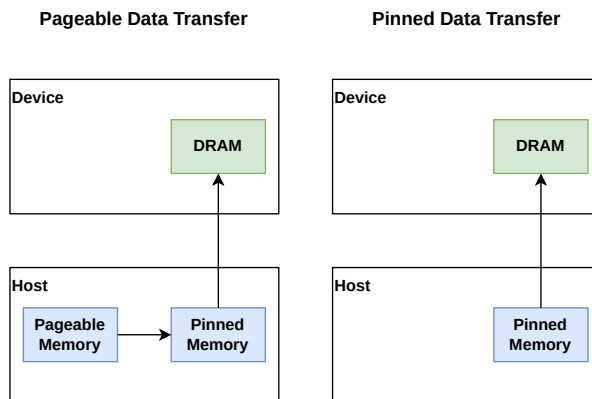 Pageable Data Transfer
Device
DRAM
Host
Pageable
Memory
Pinned
Memory
Pinned Data Transfer
Device
DRAM
Host
Pinned
Memory